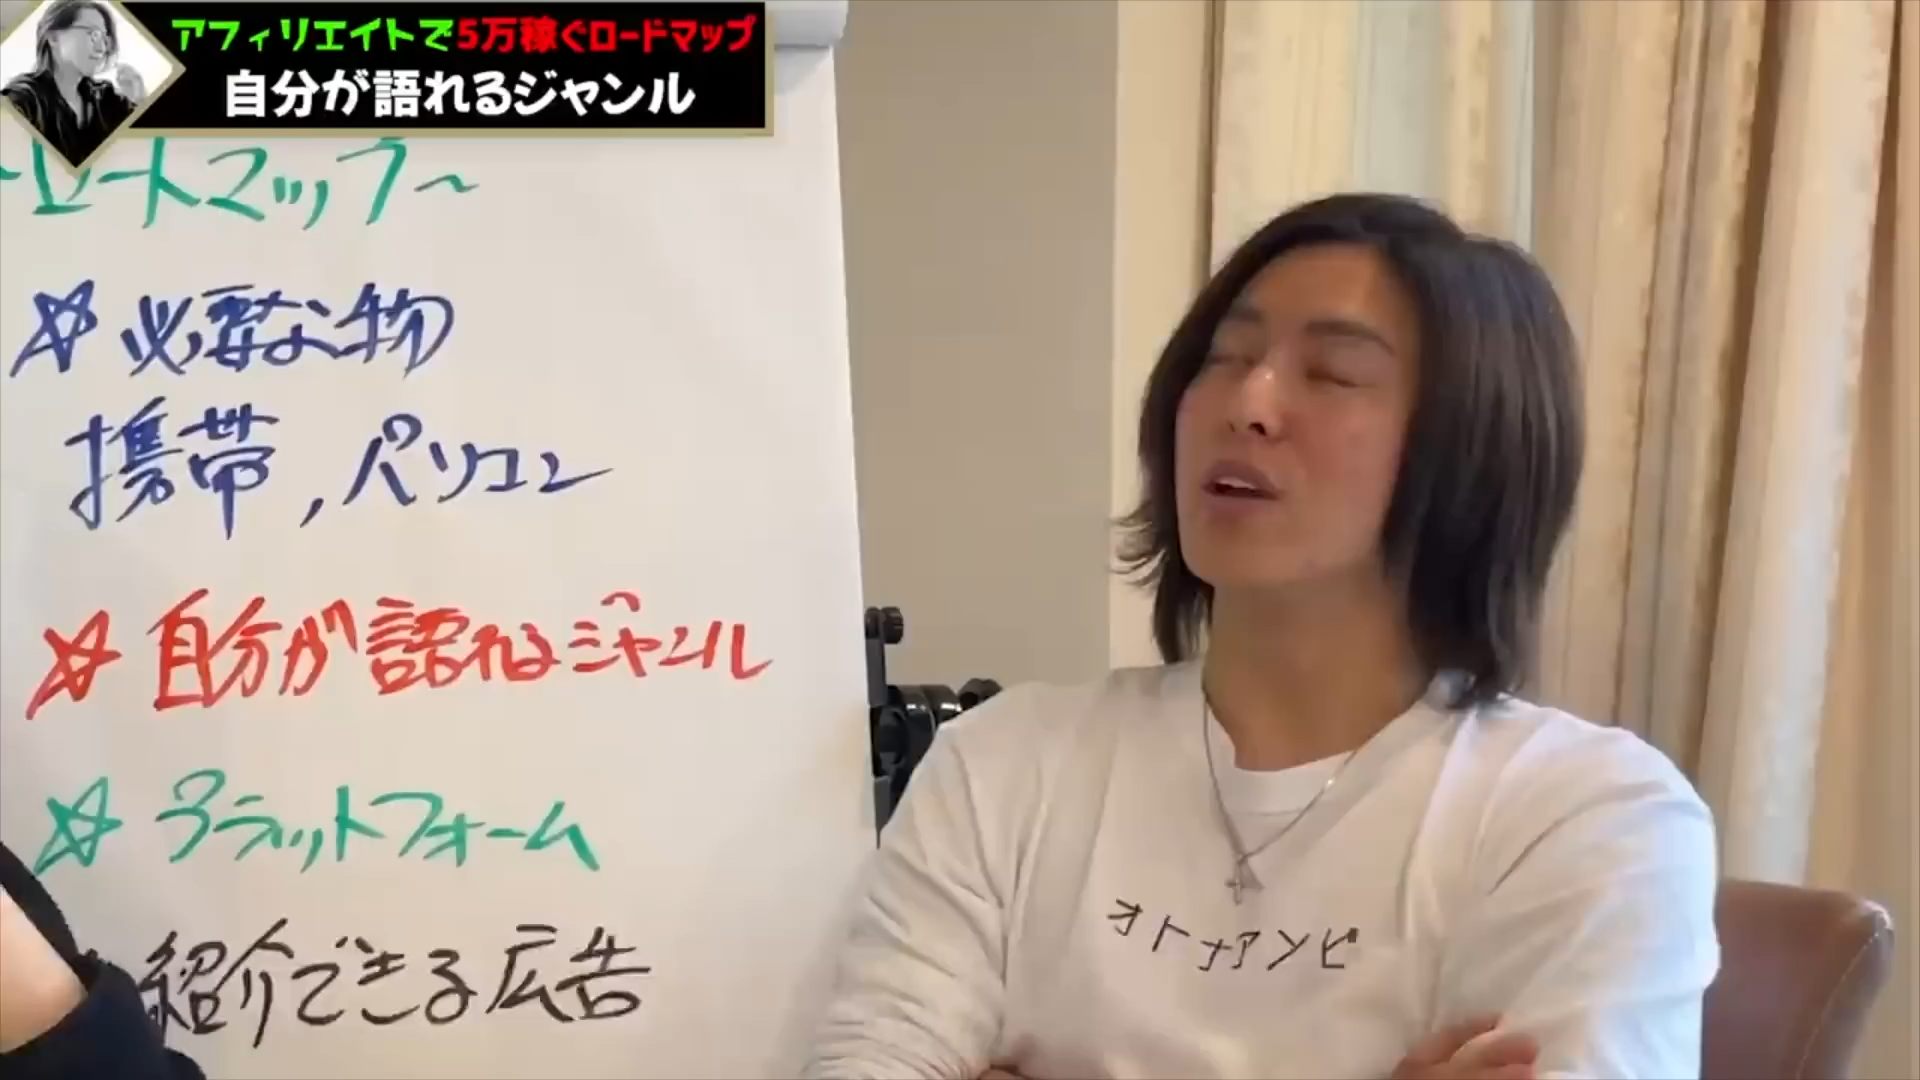 アフィリエイトで5万稼ぐロードマップ
自分が語れるジャンル
~ロードマップ~
☆必要な物
携帯,パソコン
☆自分が語れるジャンル
☆プラットフォーム
紹介できる広告
オトナアンビ